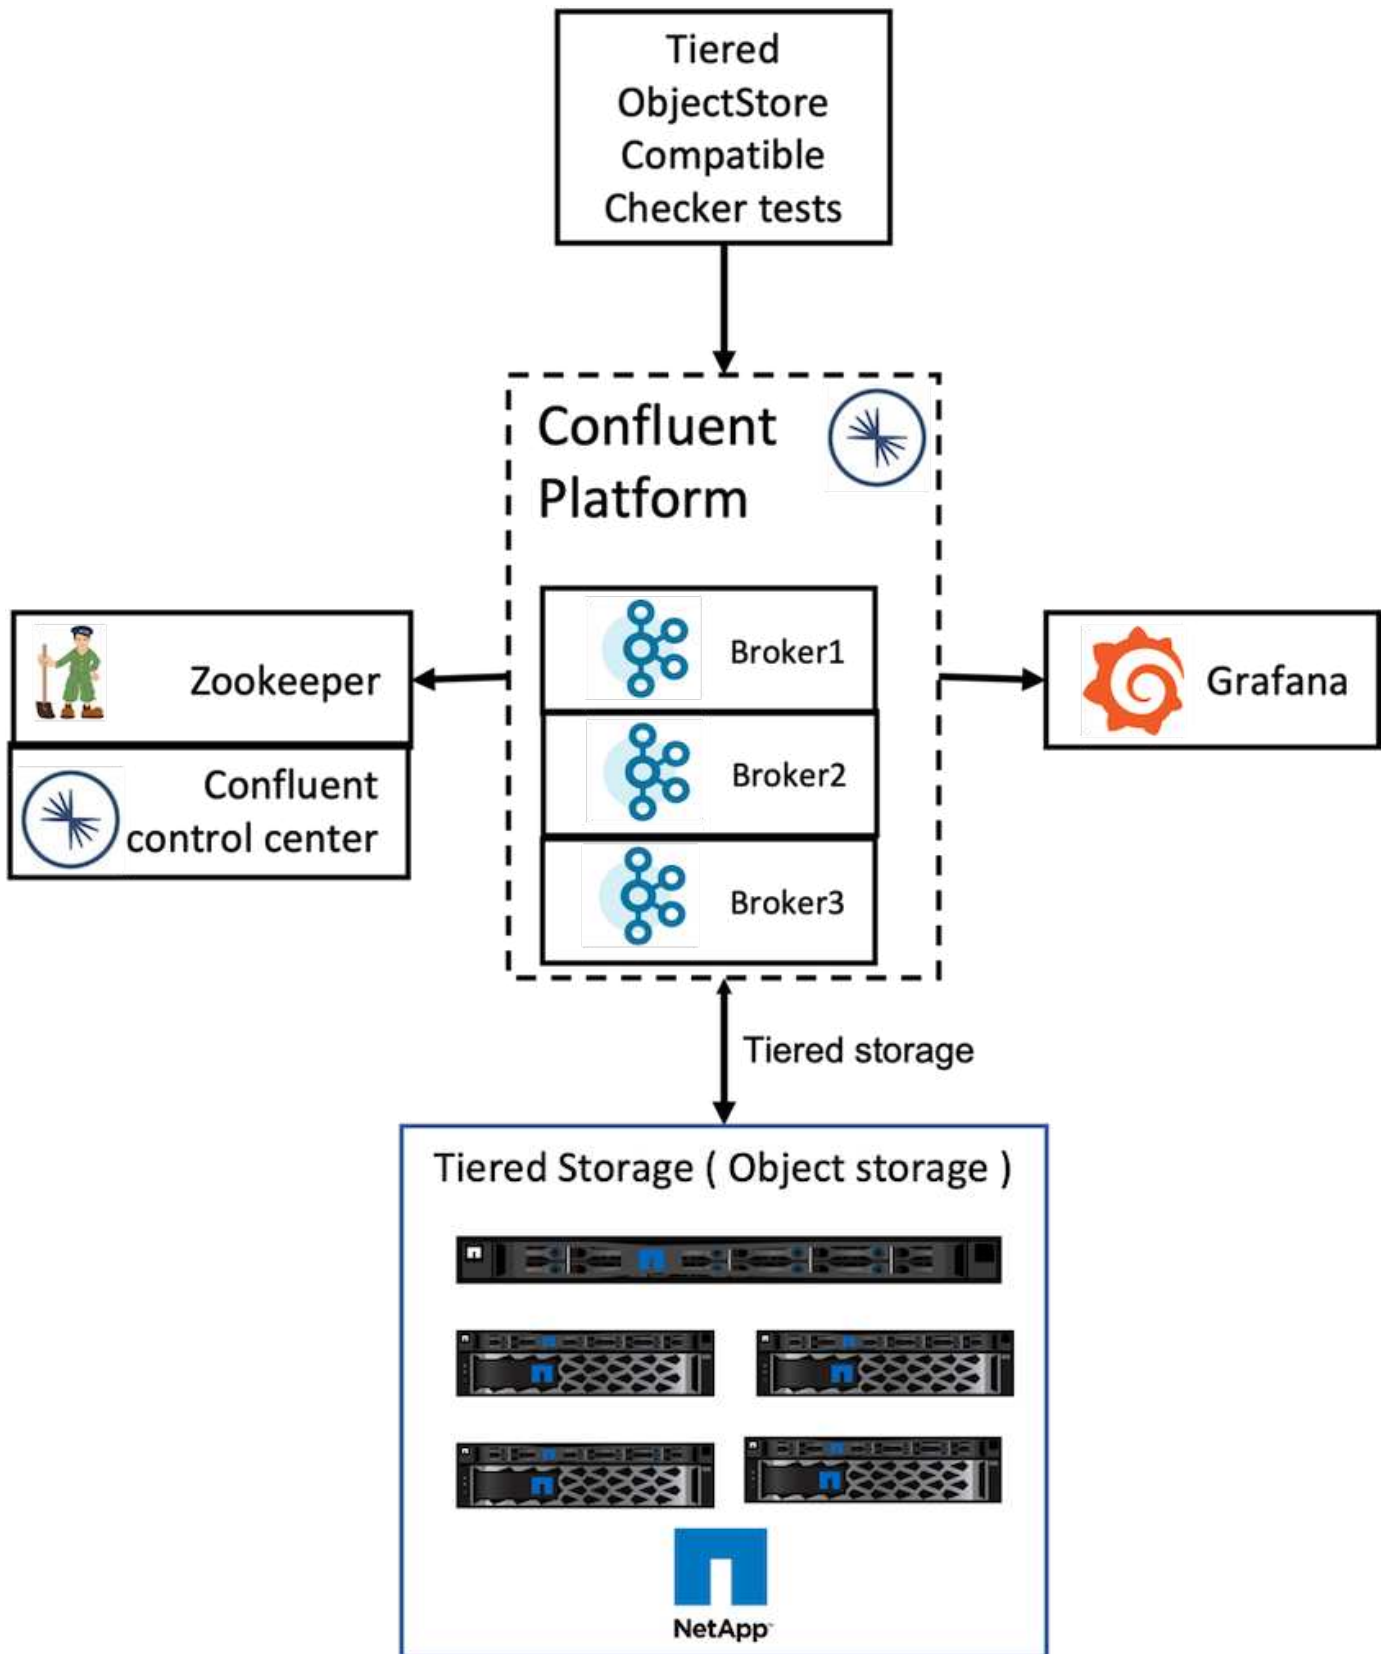 Tiered
ObjectStore
Compatible
Checker tests
Confluent
Platform
Broker1
Zookeeper
Grafana
Broker2
Confluent
control center
Broker3
Tiered storage
Tiered Storage ( Object storage )
NetApp™